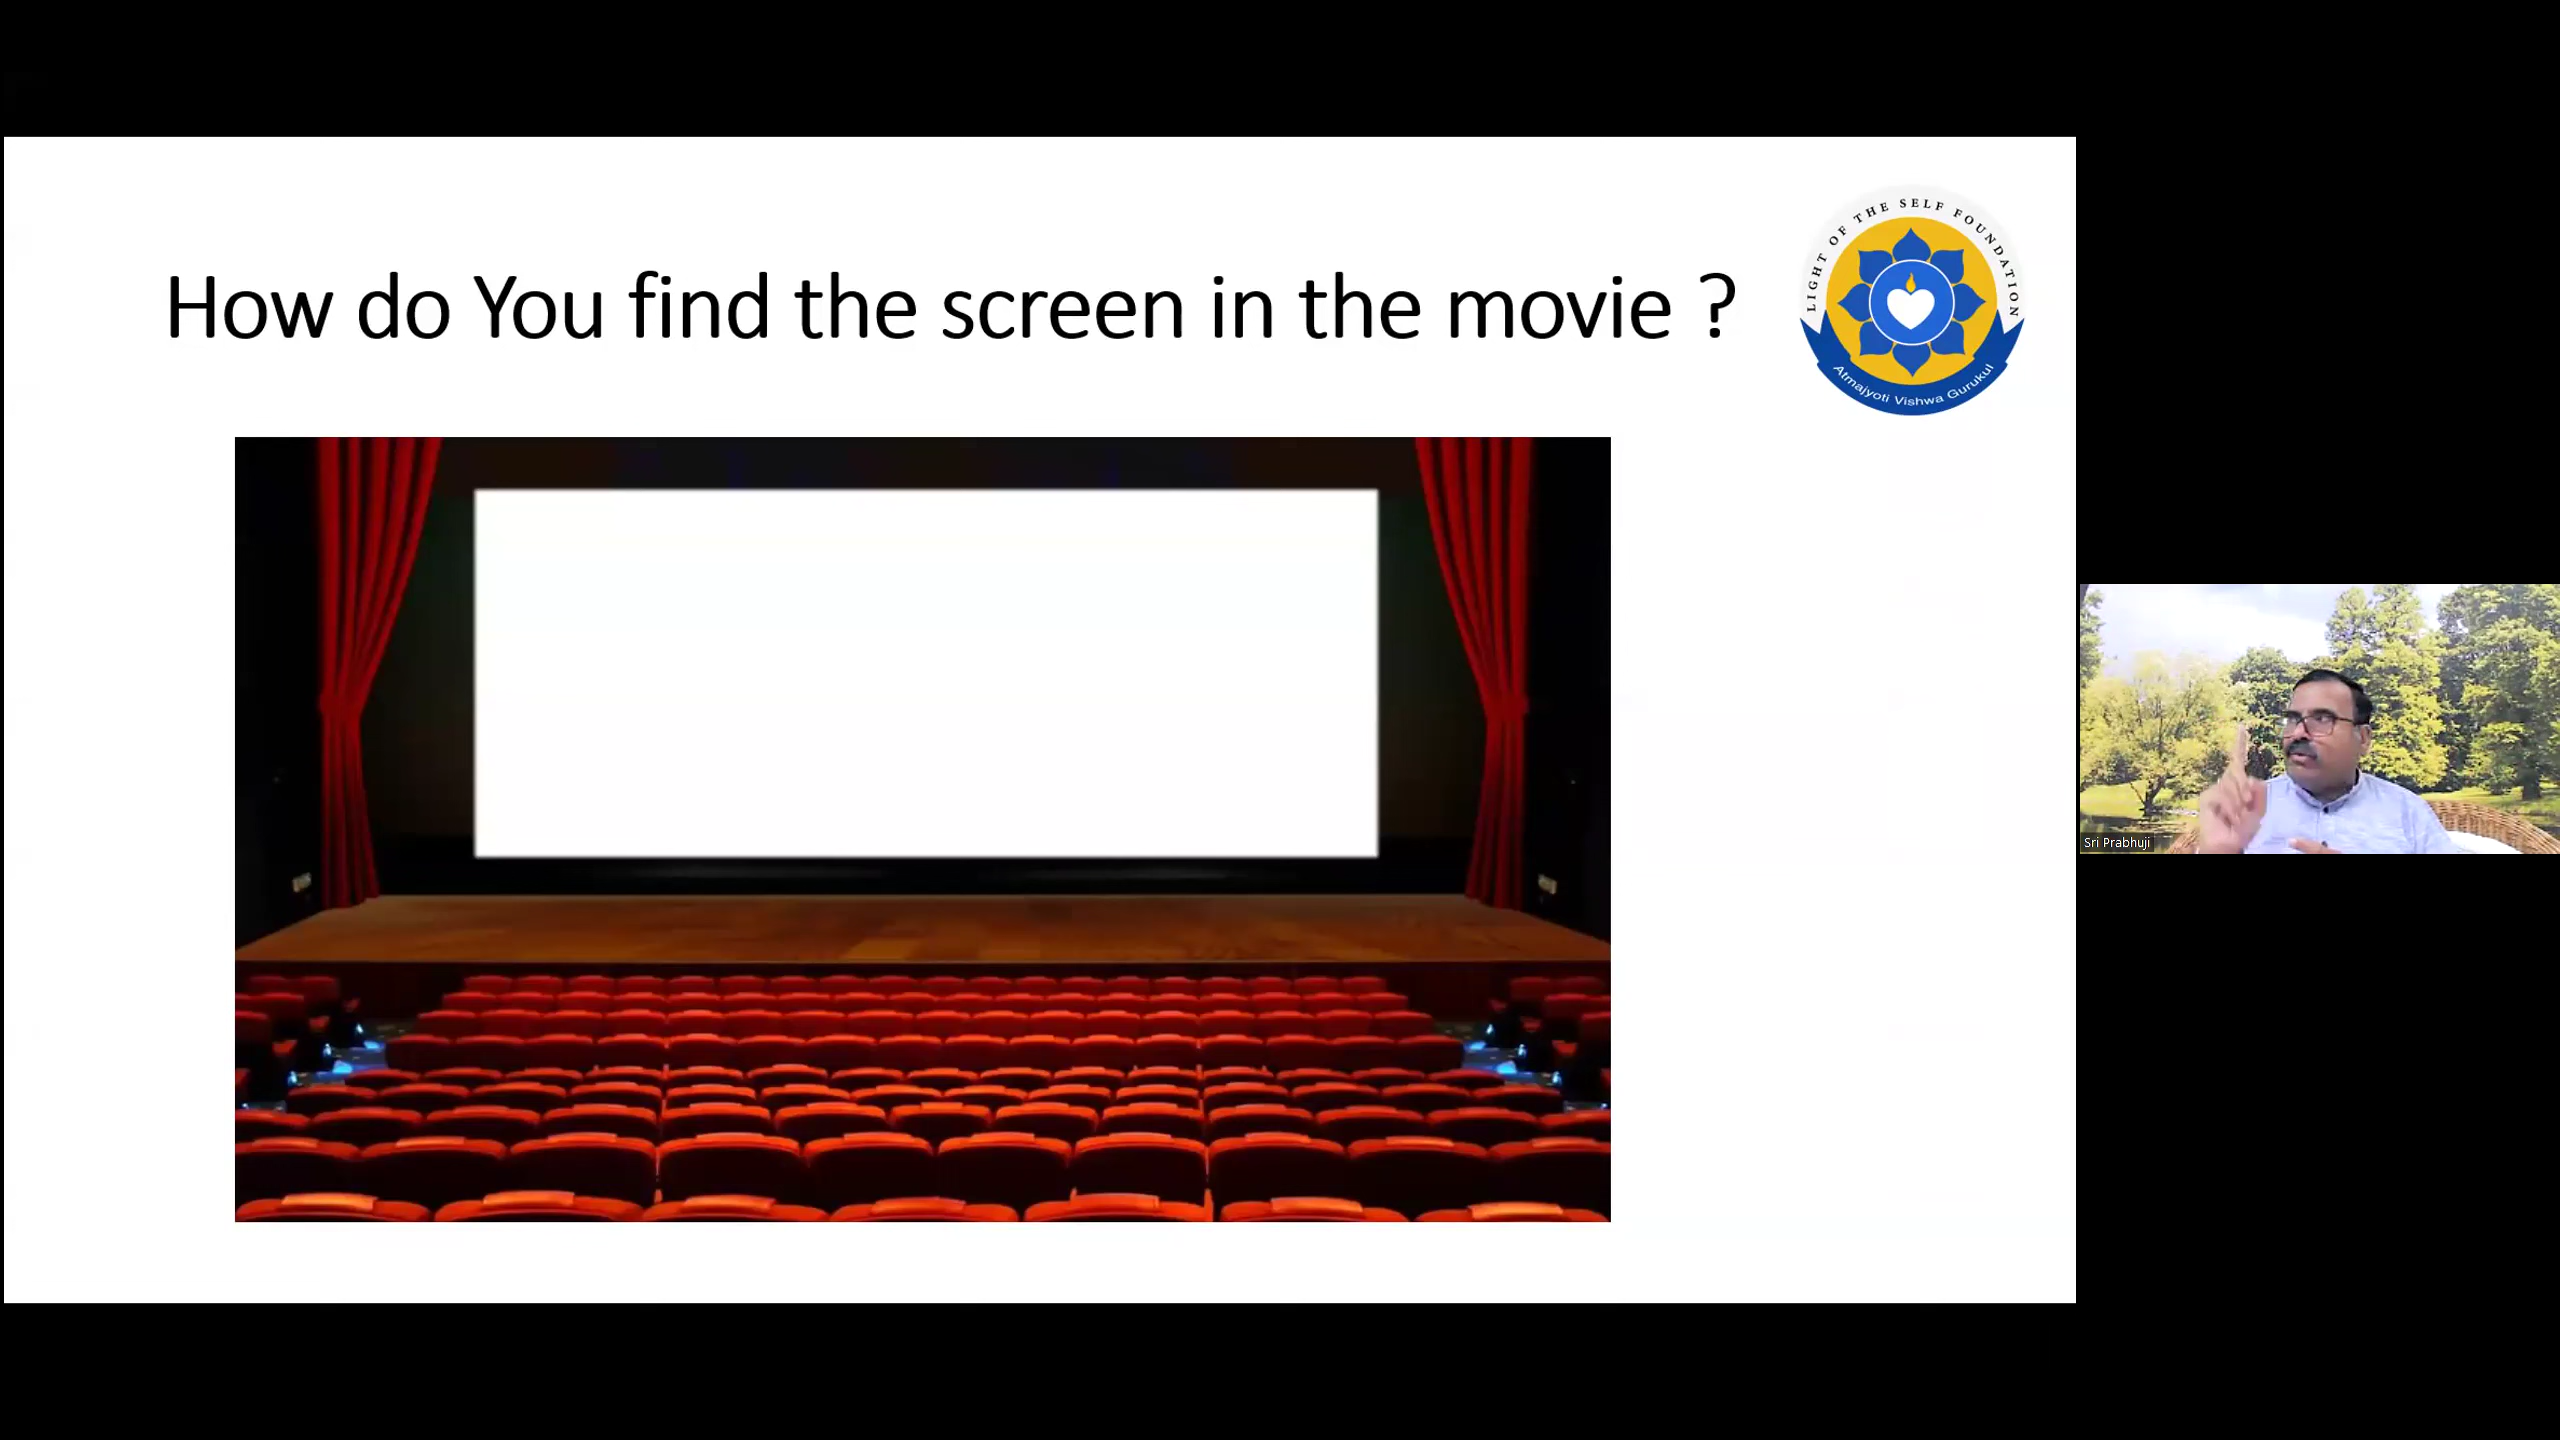 How do You find the screen in the movie ?
LIGHT OF THE SELF FOUNDATION
Atmajyoti Vishwa Gurukul
Sri Prabhuji